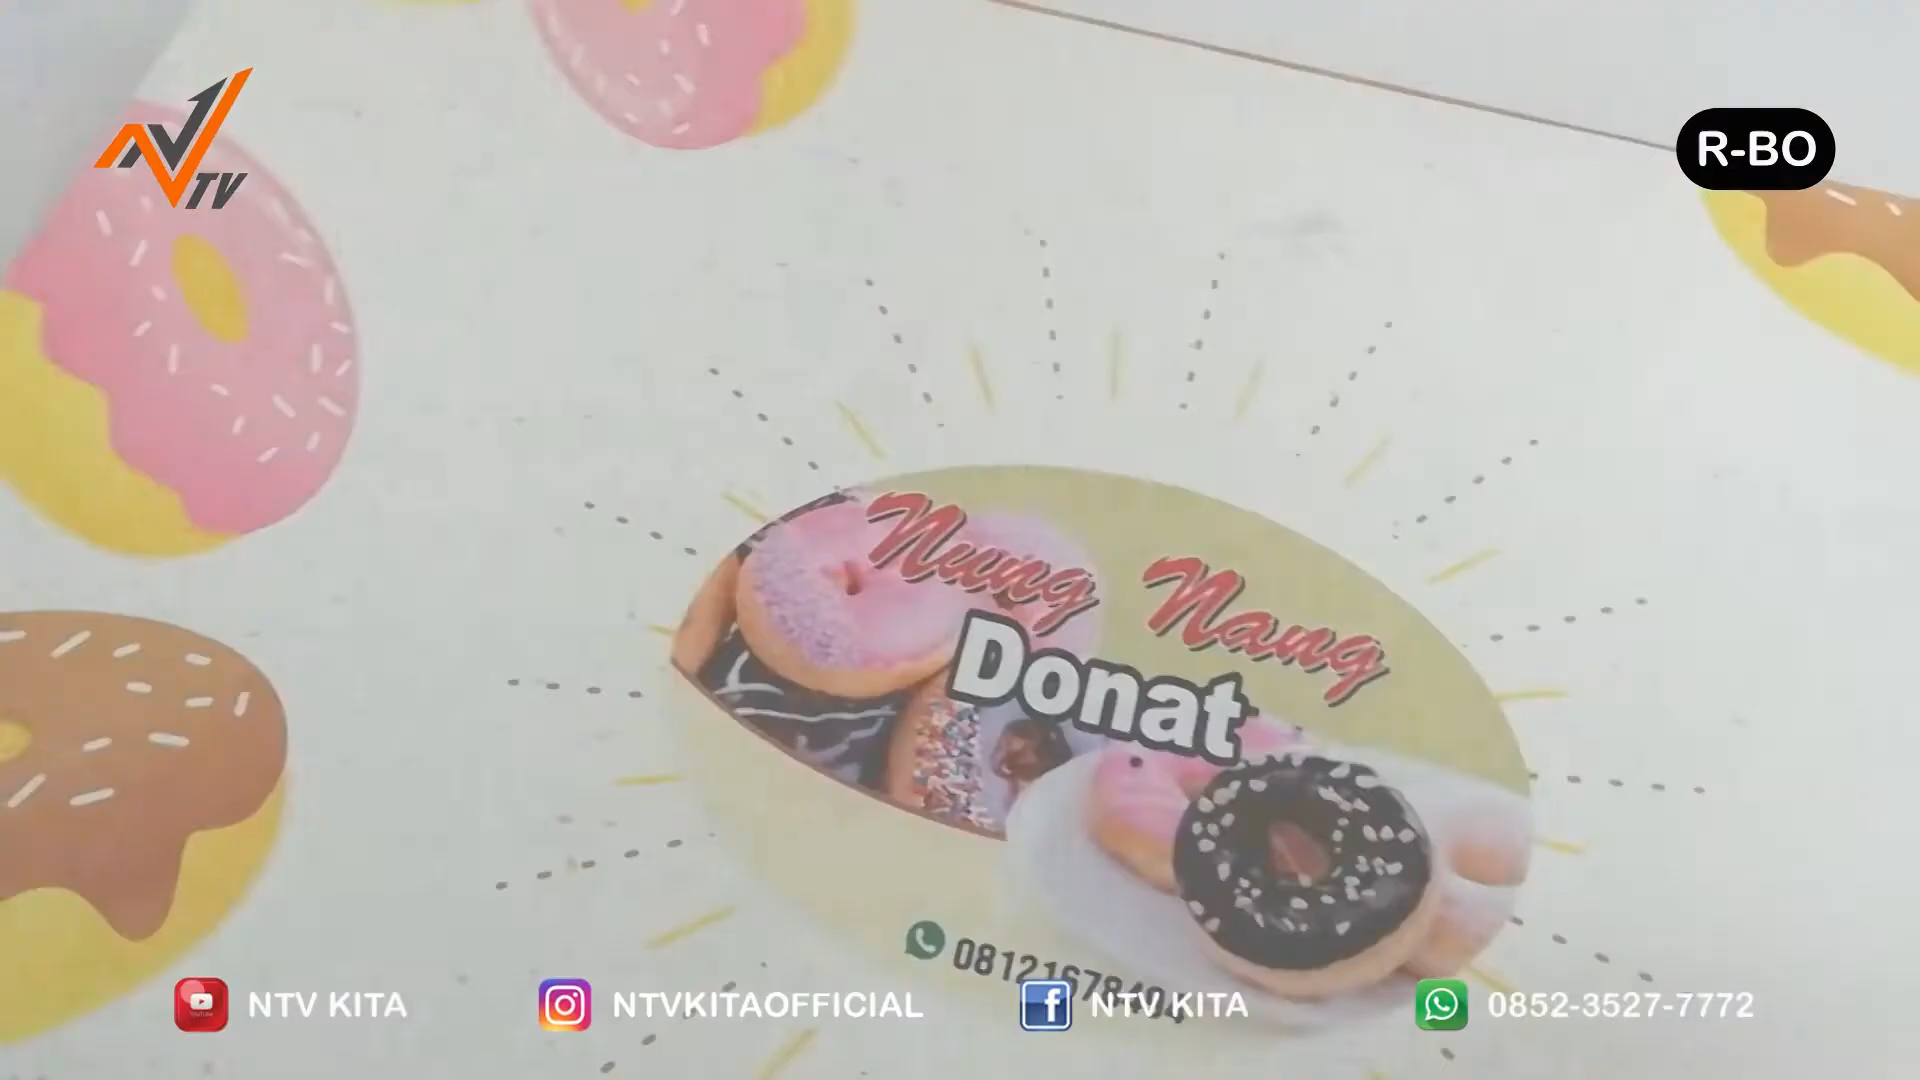 NTV
R-BO
Nung Nang
Donat
NTV KITA
NTVKITAOFFICIAL
NTV KITA
0852-3527-7772